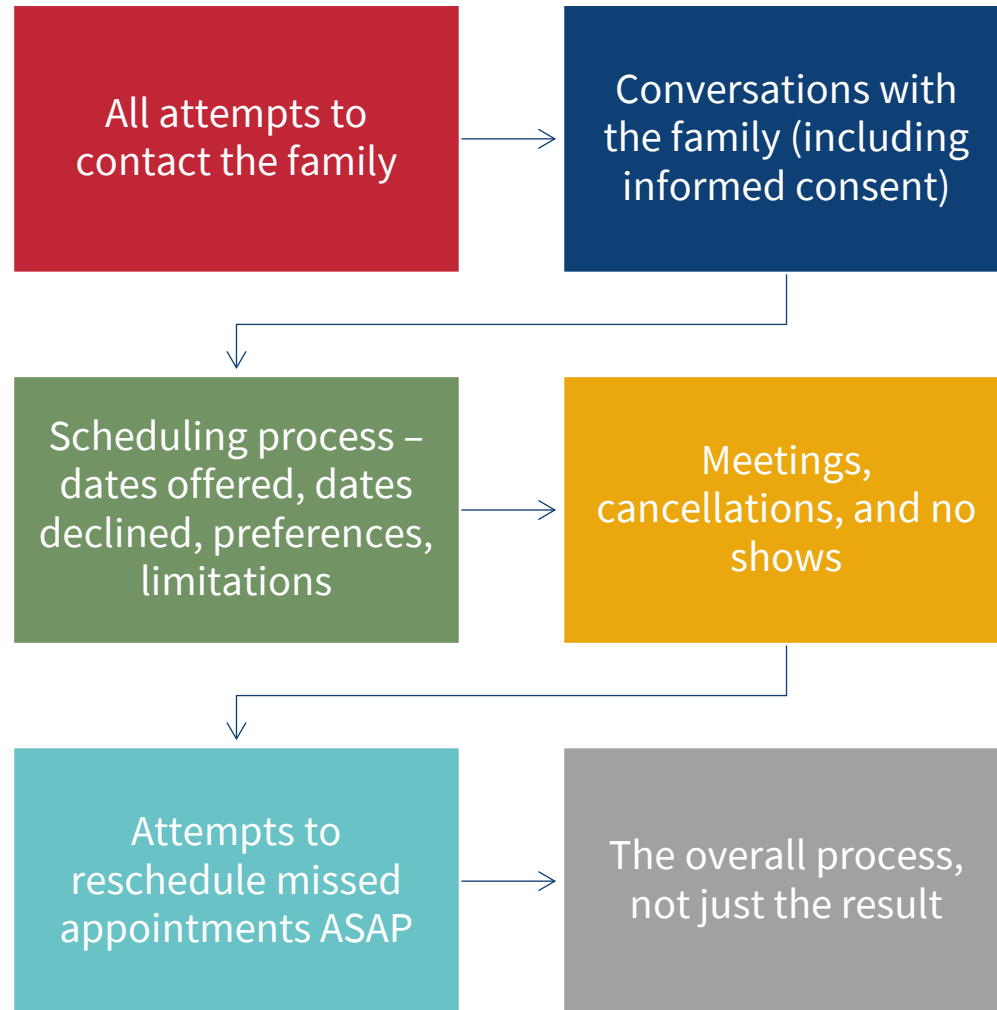 All attempts to
contact the family
Conversations with
the family (including
informed consent)
Scheduling process –
dates offered, dates
declined, preferences,
limitations
Meetings,
cancellations, and no
shows
Attempts to
reschedule missed
appointments ASAP
The overall process,
not just the result